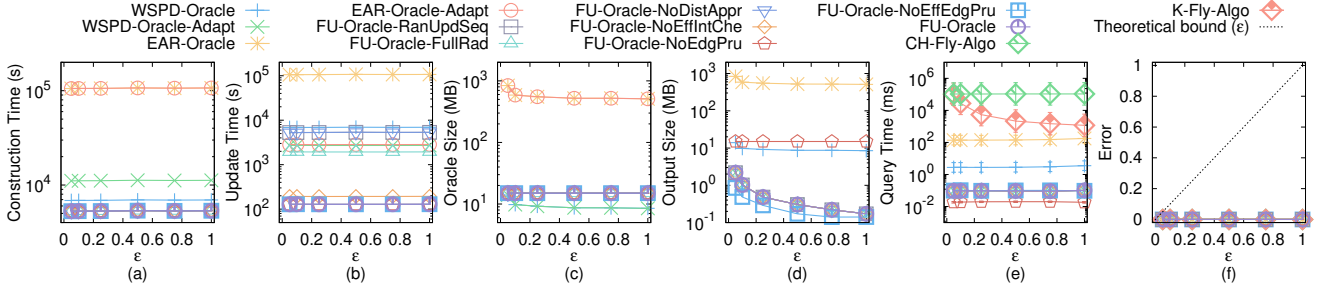 WSPD-Oracle
WSPD-Oracle-Adapt
EAR-Oracle
EAR-Oracle-Adapt
FU-Oracle-RanUpdSeq
FU-Oracle-FullRad
FU-Oracle-NoDistAppr
FU-Oracle-NoEffIntChe
FU-Oracle-NoEdgPru
FU-Oracle-NoEffEdgPru
FU-Oracle
CH-Fly-Algo
K-Fly-Algo
Theoretical bound (ε)
Construction Time (s)
10^5
10^4
0 0.2 0.4 0.6 0.8 1
ε
(a)
Update Time (s)
10^5
10^4
10^3
10^2
0 0.2 0.4 0.6 0.8 1
ε
(b)
Oracle Size (MB)
10^3
10^2
10^1
0 0.2 0.4 0.6 0.8 1
ε
(c)
Output Size (MB)
10^3
10^2
10^1
10^0
10^-1
0 0.2 0.4 0.6 0.8 1
ε
(d)
Query Time (ms)
10^6
10^4
10^2
10^0
10^-2
0 0.2 0.4 0.6 0.8 1
ε
(e)
Error
1
0.8
0.6
0.4
0.2
0
0 0.2 0.4 0.6 0.8 1
ε
(f)